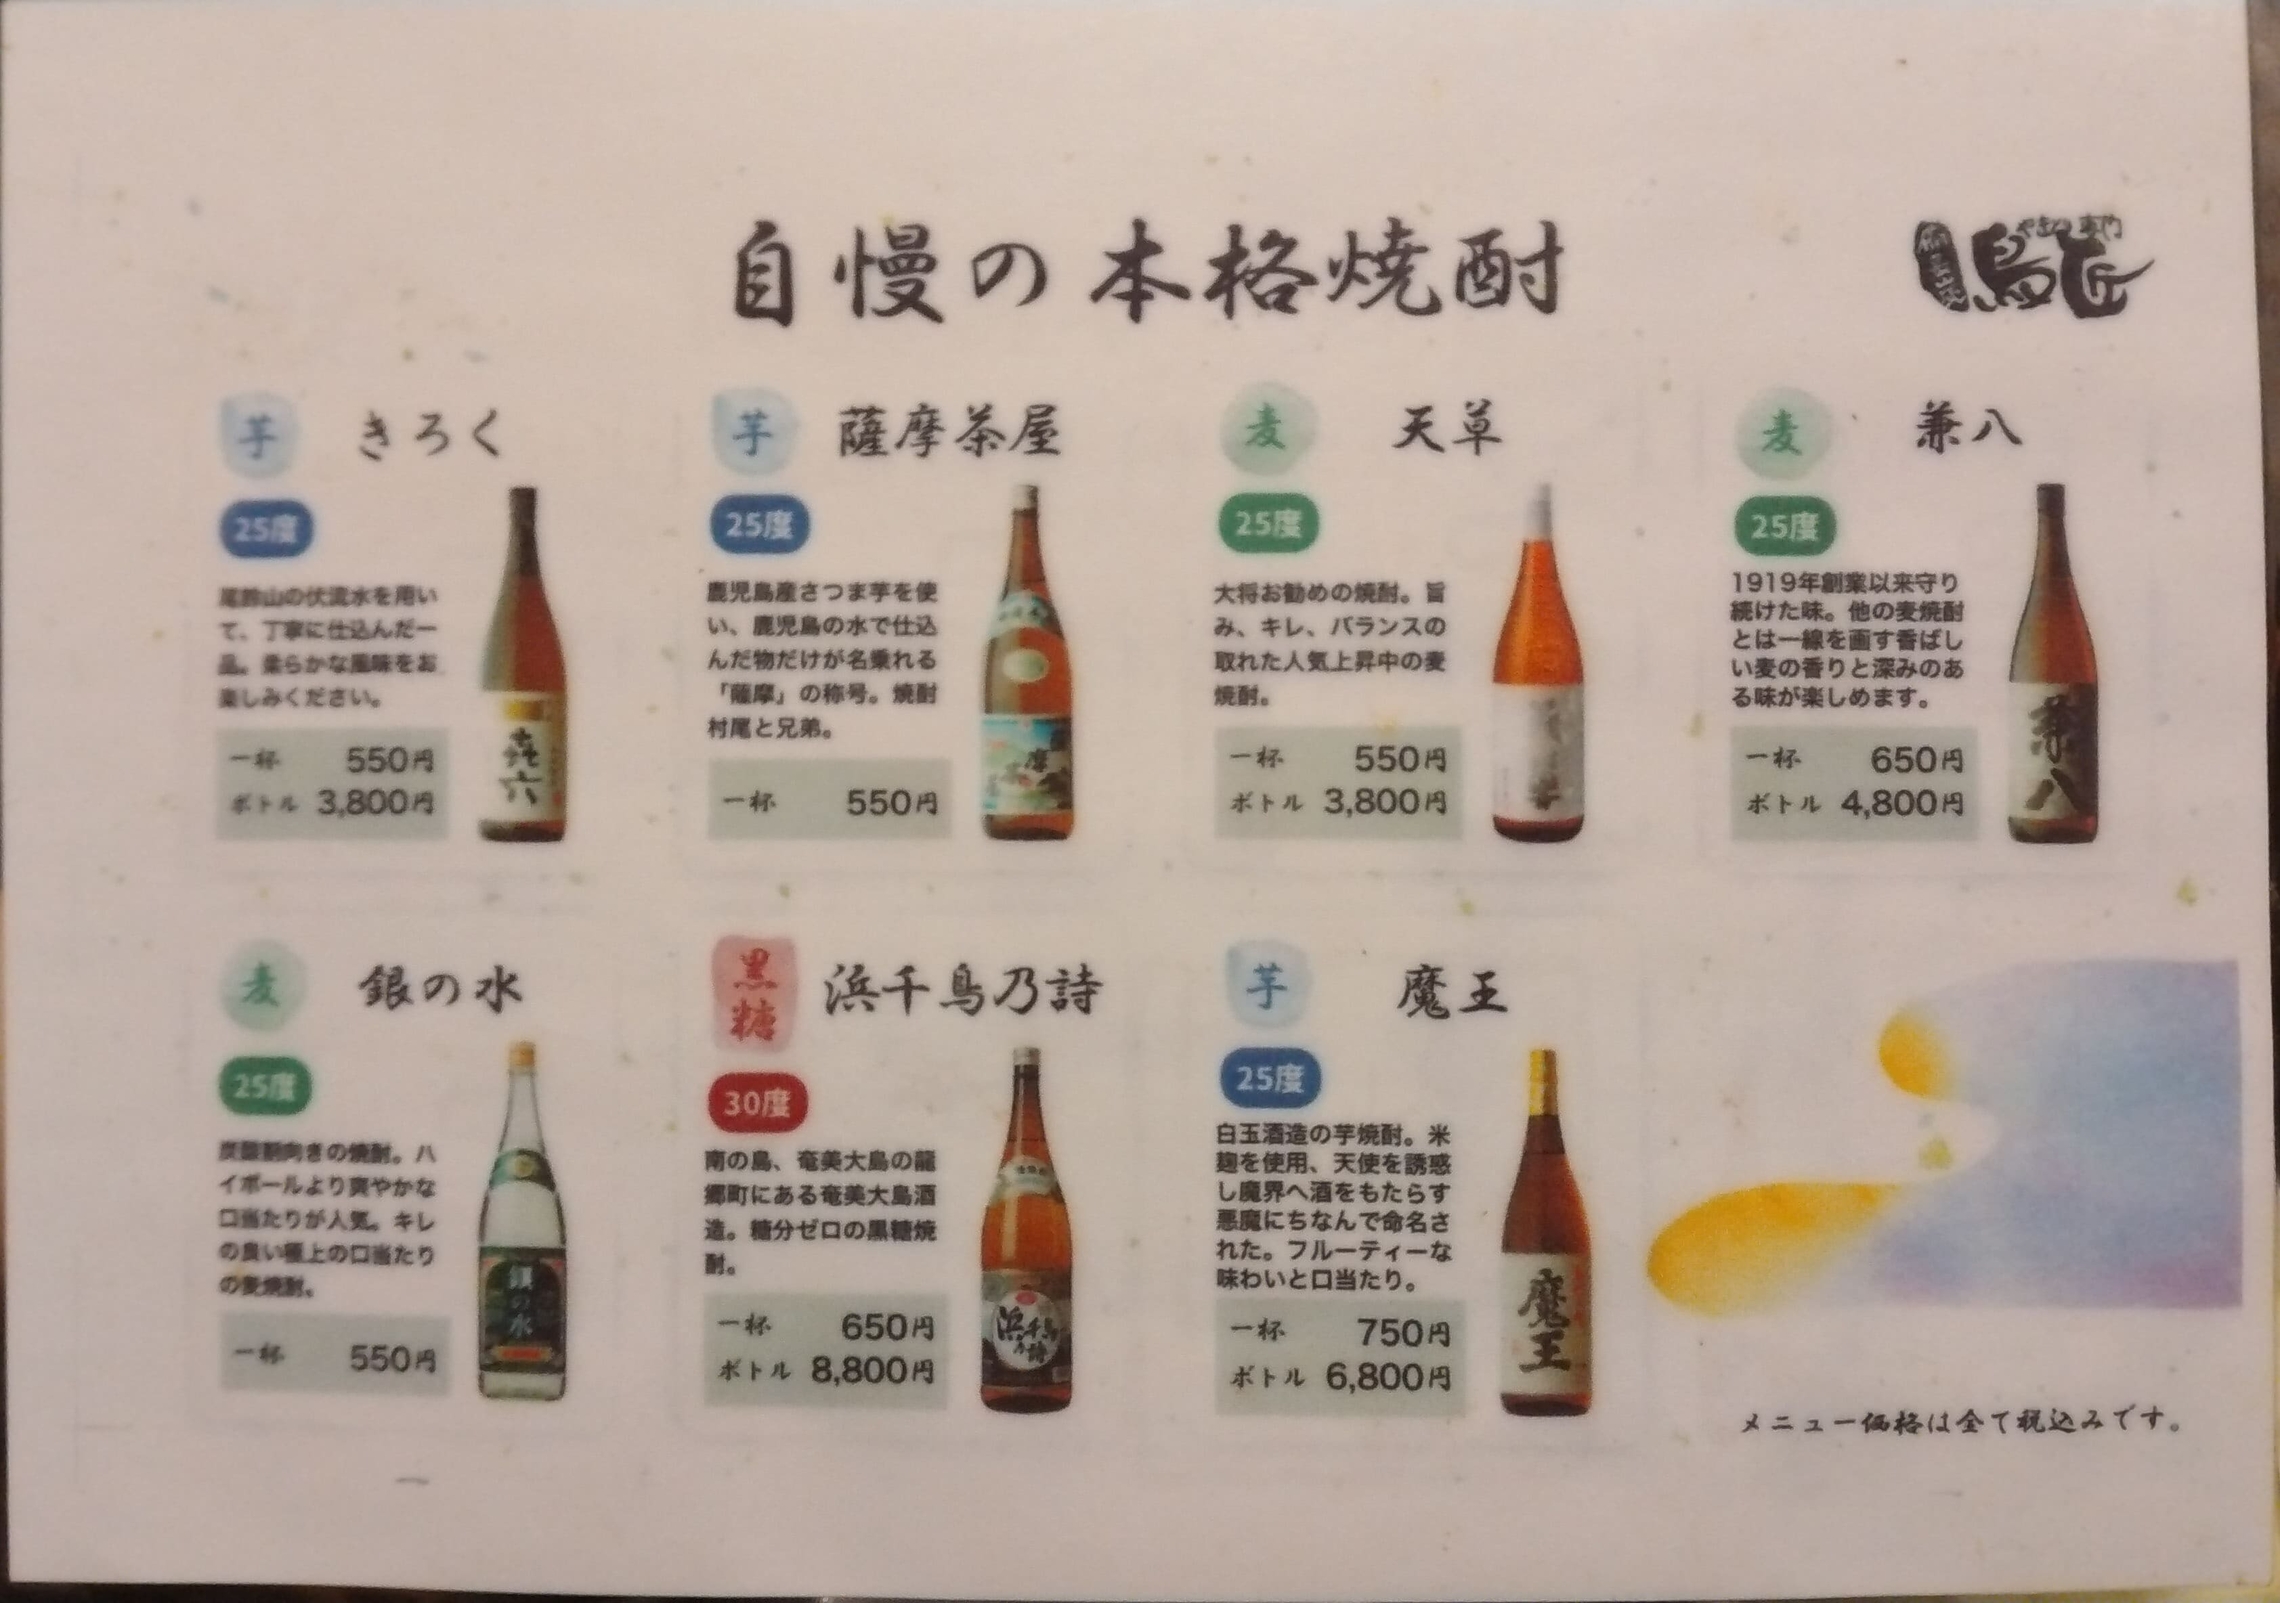 自慢の本格焼酎
鳥匠
芋
きろく
25度
尾鈴山の伏流水を用い
て、丁寧に仕込んだ一
品。柔らかな風味をお
楽しみください。
一杯 550円
ボトル 3,800円
㐂六
芋
薩摩茶屋
25度
鹿児島産さつま芋を使
い、鹿児島の水で仕込
んだ物だけが名乗れる
「薩摩」の称号。焼酎
村尾と兄弟。
一杯 550円
麦
天草
25度
大将お勧めの焼酎。旨
み、キレ、バランスの
取れた人気上昇中の麦
焼酎。
一杯 550円
ボトル 3,800円
麦
兼八
25度
1919年創業以来守り
続けた味。他の麦焼酎
とは一線を画す香ばし
い麦の香りと深みのあ
る味が楽しめます。
一杯 650円
ボトル 4,800円
兼八
麦
銀の水
25度
炭酸割向きの焼酎。ハ
イボールより爽やかな
口当たりが人気。キレ
の良い極上の口当たり
の麦焼酎。
一杯 550円
銀の水
黒糖
浜千鳥乃詩
30度
南の島、奄美大島の龍
郷町にある奄美大島酒
造。糖分ゼロの黒糖焼
酎。
一杯 650円
ボトル 8,800円
浜千鳥乃詩
芋
魔王
25度
白玉酒造の芋焼酎。米
麹を使用、天使を誘惑
し魔界へ酒をもたらす
悪魔にちなんで命名さ
れた。フルーティーな
味わいと口当たり。
一杯 750円
ボトル 6,800円
魔王
メニュー価格は全て税込みです。